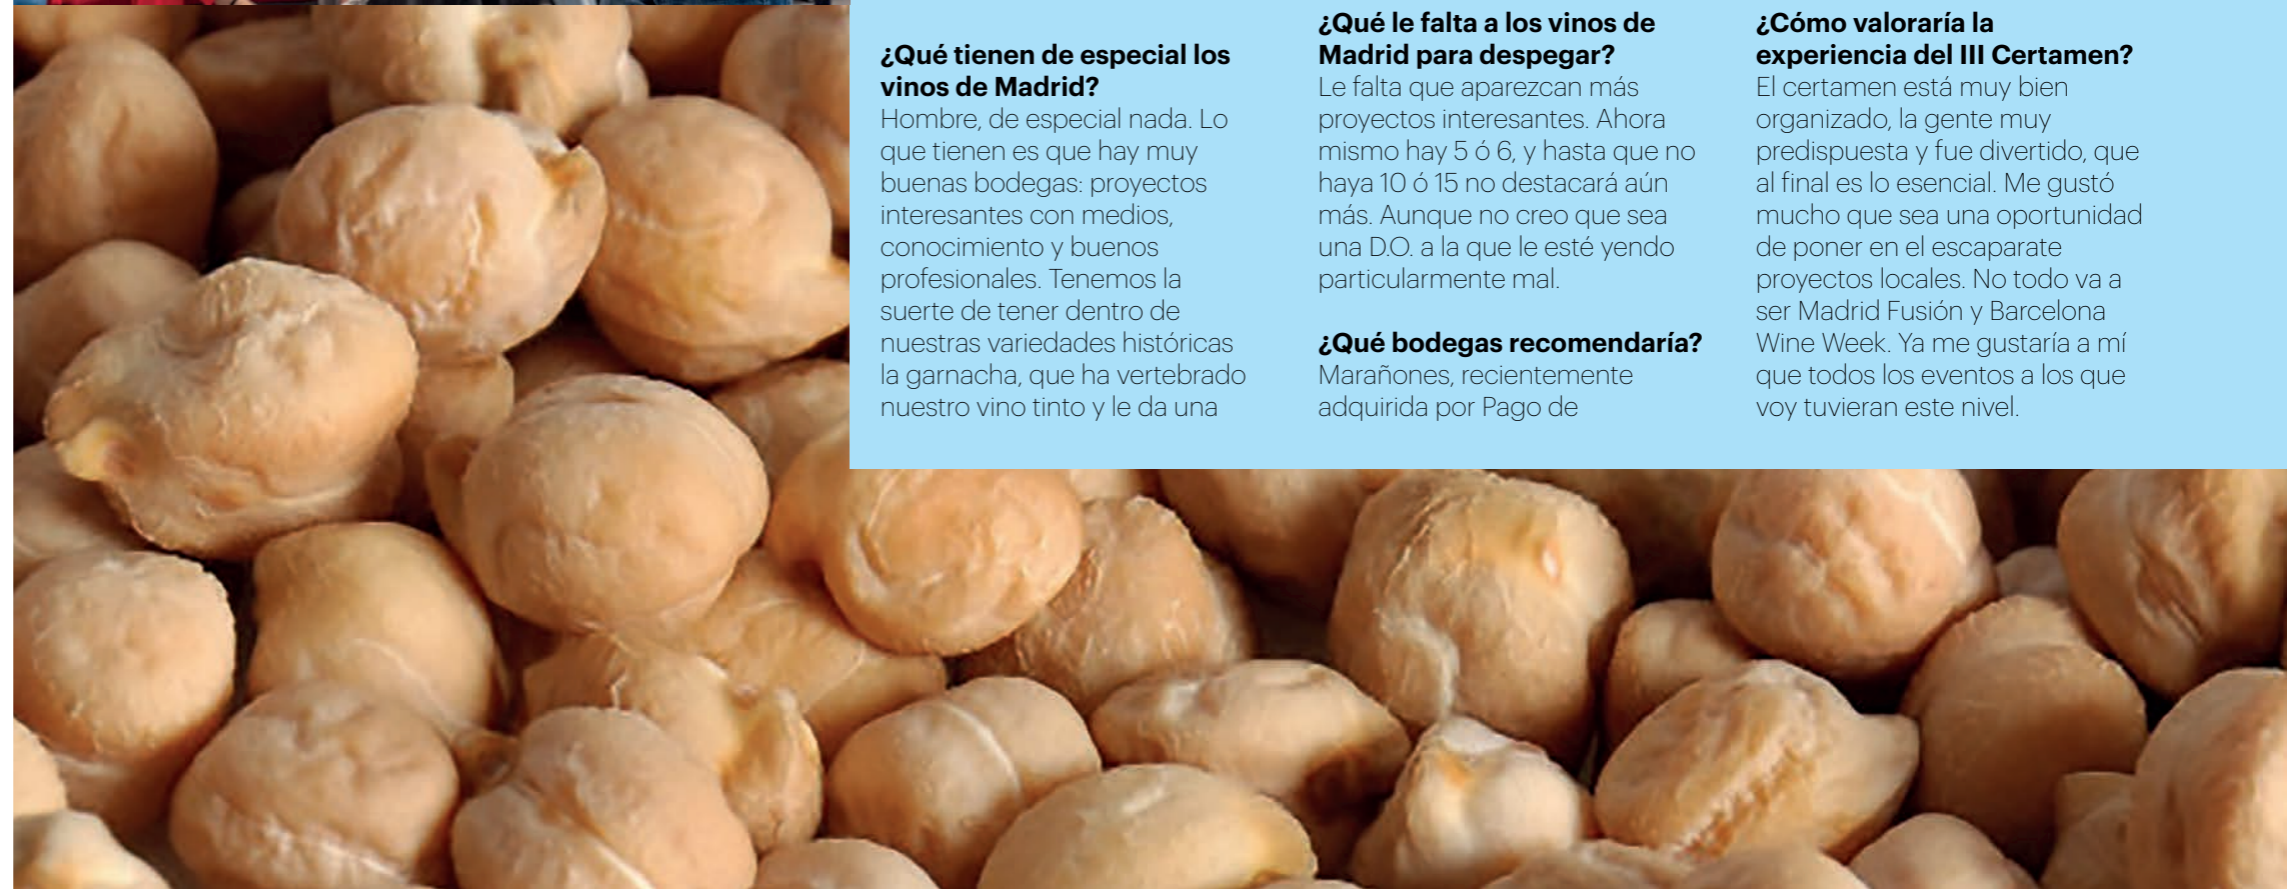 ¿Qué tienen de especial los
vinos de Madrid?
Hombre, de especial nada. Lo
que tienen es que hay muy
buenas bodegas: proyectos
interesantes con medios,
conocimiento y buenos
profesionales. Tenemos la
suerte de tener dentro de
nuestras variedades históricas
la garnacha, que ha vertebrado
nuestro vino tinto y le da una
¿Qué le falta a los vinos de
Madrid para despegar?
Le falta que aparezcan más
proyectos interesantes. Ahora
mismo hay 5 ó 6, y hasta que no
haya 10 ó 15 no destacará aún
más. Aunque no creo que sea
una D.O. a la que le esté yendo
particularmente mal.
¿Qué bodegas recomendaría?
Marañones, recientemente
adquirida por Pago de
¿Cómo valoraría la
experiencia del III Certamen?
El certamen está muy bien
organizado, la gente muy
predispuesta y fue divertido, que
al final es lo esencial. Me gustó
mucho que sea una oportunidad
de poner en el escaparate
proyectos locales. No todo va a
ser Madrid Fusión y Barcelona
Wine Week. Ya me gustaría a mí
que todos los eventos a los que
voy tuvieran este nivel.